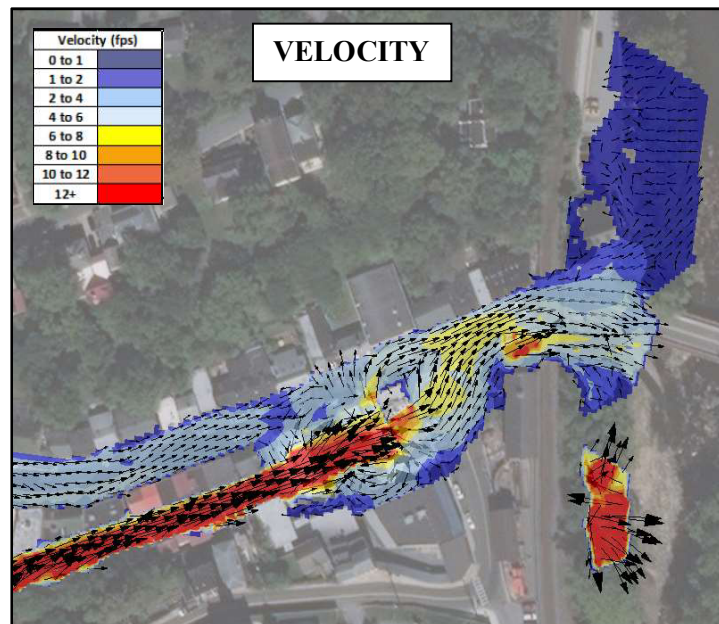 VELOCITY
Velocity (fps)
0 to 1
1 to 2
2 to 4
4 to 6
6 to 8
8 to 10
10 to 12
12+